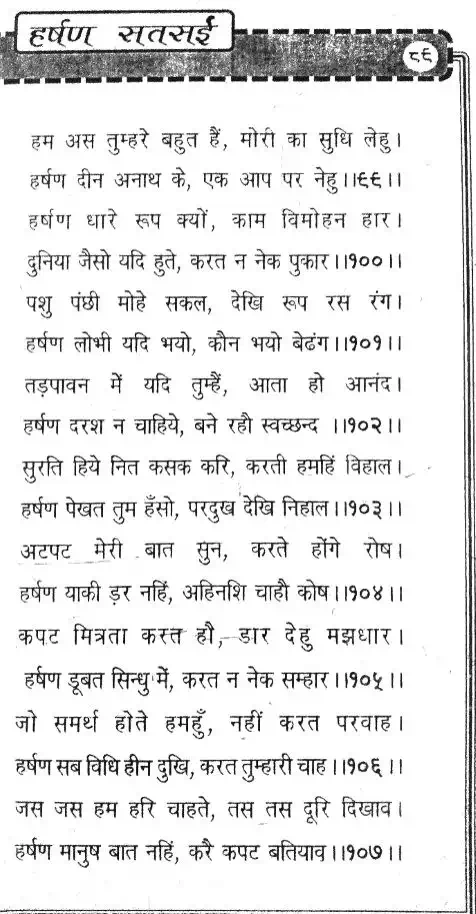 हर्षण सतसई
८९
हम अस तुम्हरे बहुत हैं, मोरी का सुधि लेहु।
हर्षण दीन अनाथ के, एक आप पर नेहु।।९९।।
हर्षण धारे रूप क्यों, काम विमोहन हार।
दुनिया जैसो यदि हुते, करत न नेक पुकार।।१००।।
पशु पंछी मोहे सकल, देखि रूप रस रंग।
हर्षण लोभी यदि भयो, कौन भयो बेढंग।।१०१।।
तड़पावन में यदि तुम्हैं, आता हो आनंद।
हर्षण दरश न चाहिये, बने रहौ स्वच्छन्द ।।१०२।।
सुरति हिये नित कसक करि, करती हमहिं विहाल।
हर्षण पेखत तुम हँसो, परदुख देखि निहाल।।१०३।।
अटपट मेरी बात सुन, करते होंगे रोष।
हर्षण याकी ड़र नहिं, अहिनशि चाहौ कोष।।१०४।।
कपट मित्रता करत हौ, डार देहु मझधार।
हर्षण डूबत सिन्धु में, करत न नेक सम्हार।।१०५।।
जो समर्थ होते हमहुँ, नहीं करत परवाह।
हर्षण सब विधि हीन दुखि, करत तुम्हारी चाह।।१०६।।
जस जस हम हरि चाहते, तस तस दूरि दिखाव।
हर्षण मानुष बात नहिं, करै कपट बतियाव।।१०७।।